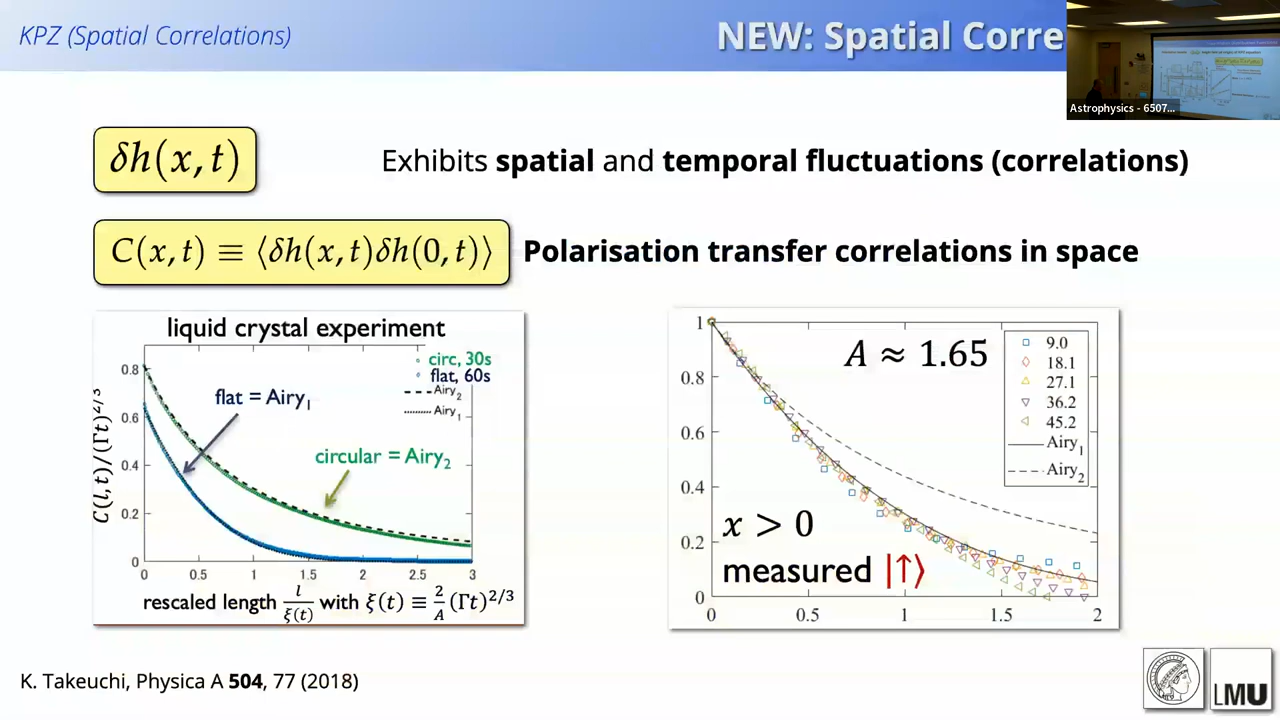 KPZ (Spatial Correlations)
NEW: Spatial Corre
Astrophysics - 6507...
δh(x, t)
Exhibits spatial and temporal fluctuations (correlations)
C(x, t) ≡ ⟨δh(x, t)δh(0, t)⟩
Polarisation transfer correlations in space
liquid crystal experiment
circ, 30s
flat, 60s
Airy₂
Airy₁
flat = Airy₁
circular = Airy₂
C(l, t)/(Γt)^2/3
0.8
0.6
0.4
0.2
0
0 0.5 1 1.5 2 2.5 3
rescaled length l/ξ(t) with ξ(t) ≡ 2/A (Γt)^2/3
A ≈ 1.65
9.0
18.1
27.1
36.2
45.2
Airy₁
Airy₂
x > 0
measured |↑⟩
1
0.8
0.6
0.4
0.2
0
0 0.5 1 1.5 2
K. Takeuchi, Physica A 504, 77 (2018)
LMU